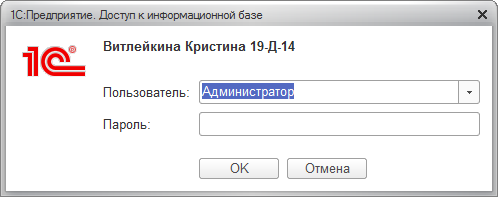 1С:Предприятие. Доступ к информационной базе
1С®
Витлейкина Кристина 19-Д-14
Пользователь: Администратор
Пароль:
OK Отмена